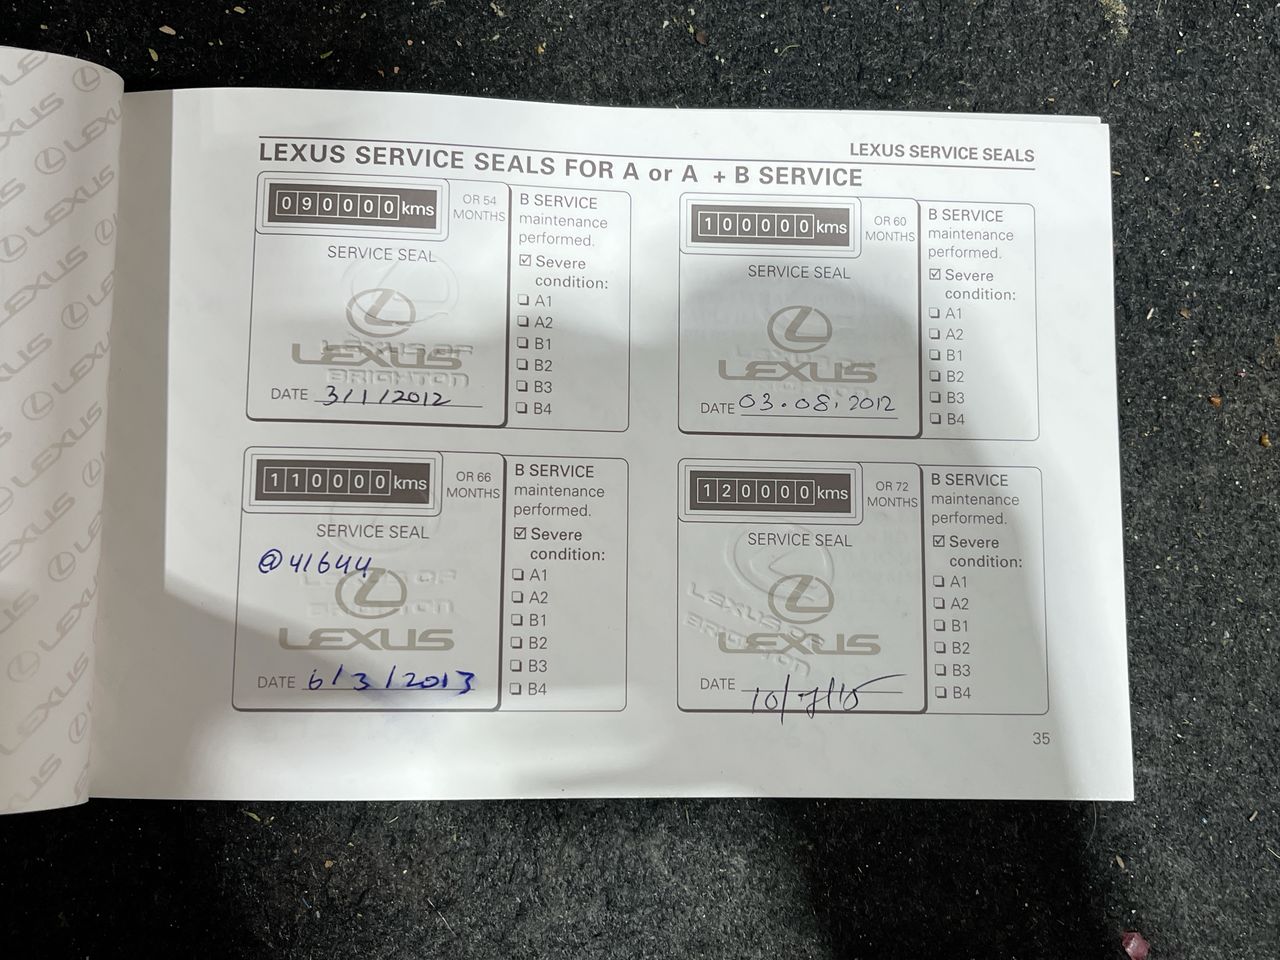 LEXUS SERVICE SEALS
LEXUS SERVICE SEALS FOR A or A + B SERVICE
090000 kms
OR 54
MONTHS
SERVICE SEAL
LEXUS
LEXUS OF
BRIGHTON
DATE 3/1/2012
B SERVICE
maintenance
performed.
☑ Severe
condition:
❏ A1
❏ A2
❏ B1
❏ B2
❏ B3
❏ B4
100000 kms
OR 60
MONTHS
SERVICE SEAL
LEXUS
DATE 03.08.2012
B SERVICE
maintenance
performed.
☑ Severe
condition:
❏ A1
❏ A2
❏ B1
❏ B2
❏ B3
❏ B4
110000 kms
OR 66
MONTHS
SERVICE SEAL
@41644
LEXUS OF
BRIGHTON
LEXUS
DATE 6/3/2013
B SERVICE
maintenance
performed.
☑ Severe
condition:
❏ A1
❏ A2
❏ B1
❏ B2
❏ B3
❏ B4
120000 kms
OR 72
MONTHS
SERVICE SEAL
LEXUS OF
BRIGHTON
LEXUS
DATE
B SERVICE
maintenance
performed.
☑ Severe
condition:
❏ A1
❏ A2
❏ B1
❏ B2
❏ B3
❏ B4
35